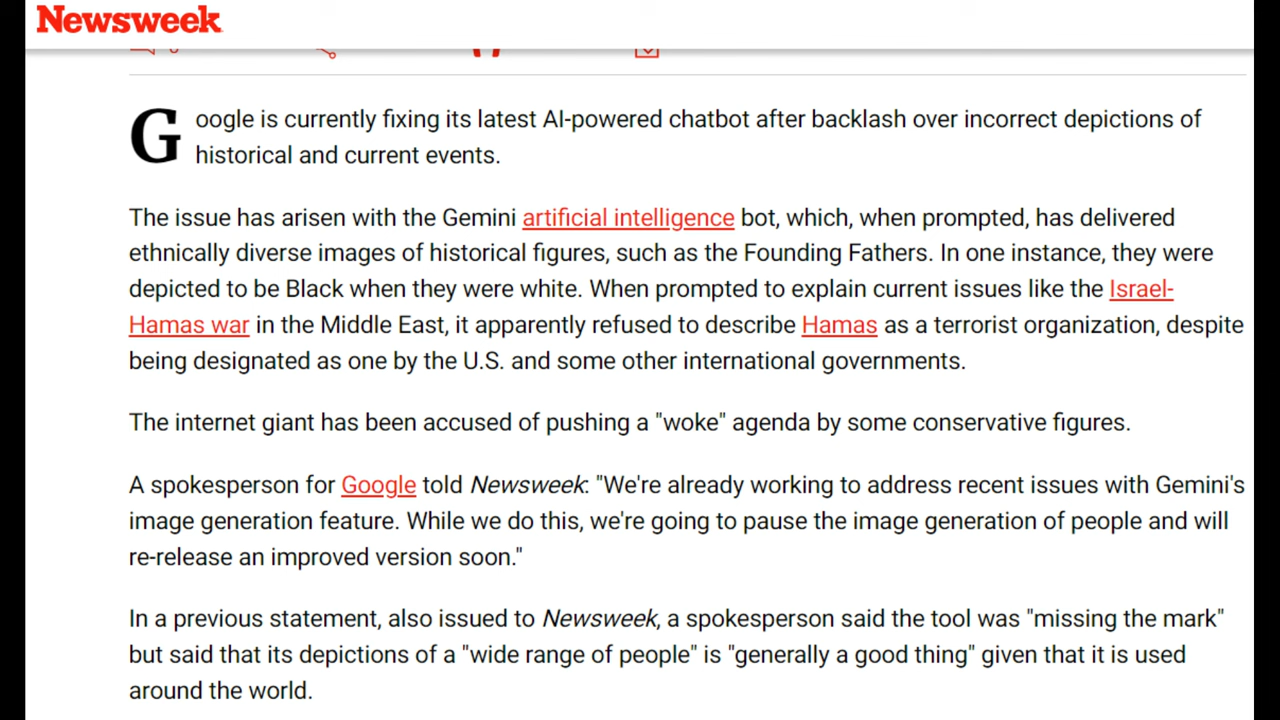 Newsweek
Google is currently fixing its latest AI-powered chatbot after backlash over incorrect depictions of
historical and current events.
The issue has arisen with the Gemini artificial intelligence bot, which, when prompted, has delivered
ethnically diverse images of historical figures, such as the Founding Fathers. In one instance, they were
depicted to be Black when they were white. When prompted to explain current issues like the Israel-
Hamas war in the Middle East, it apparently refused to describe Hamas as a terrorist organization, despite
being designated as one by the U.S. and some other international governments.
The internet giant has been accused of pushing a "woke" agenda by some conservative figures.
A spokesperson for Google told Newsweek: "We're already working to address recent issues with Gemini's
image generation feature. While we do this, we're going to pause the image generation of people and will
re-release an improved version soon."
In a previous statement, also issued to Newsweek, a spokesperson said the tool was "missing the mark"
but said that its depictions of a "wide range of people" is "generally a good thing" given that it is used
around the world.